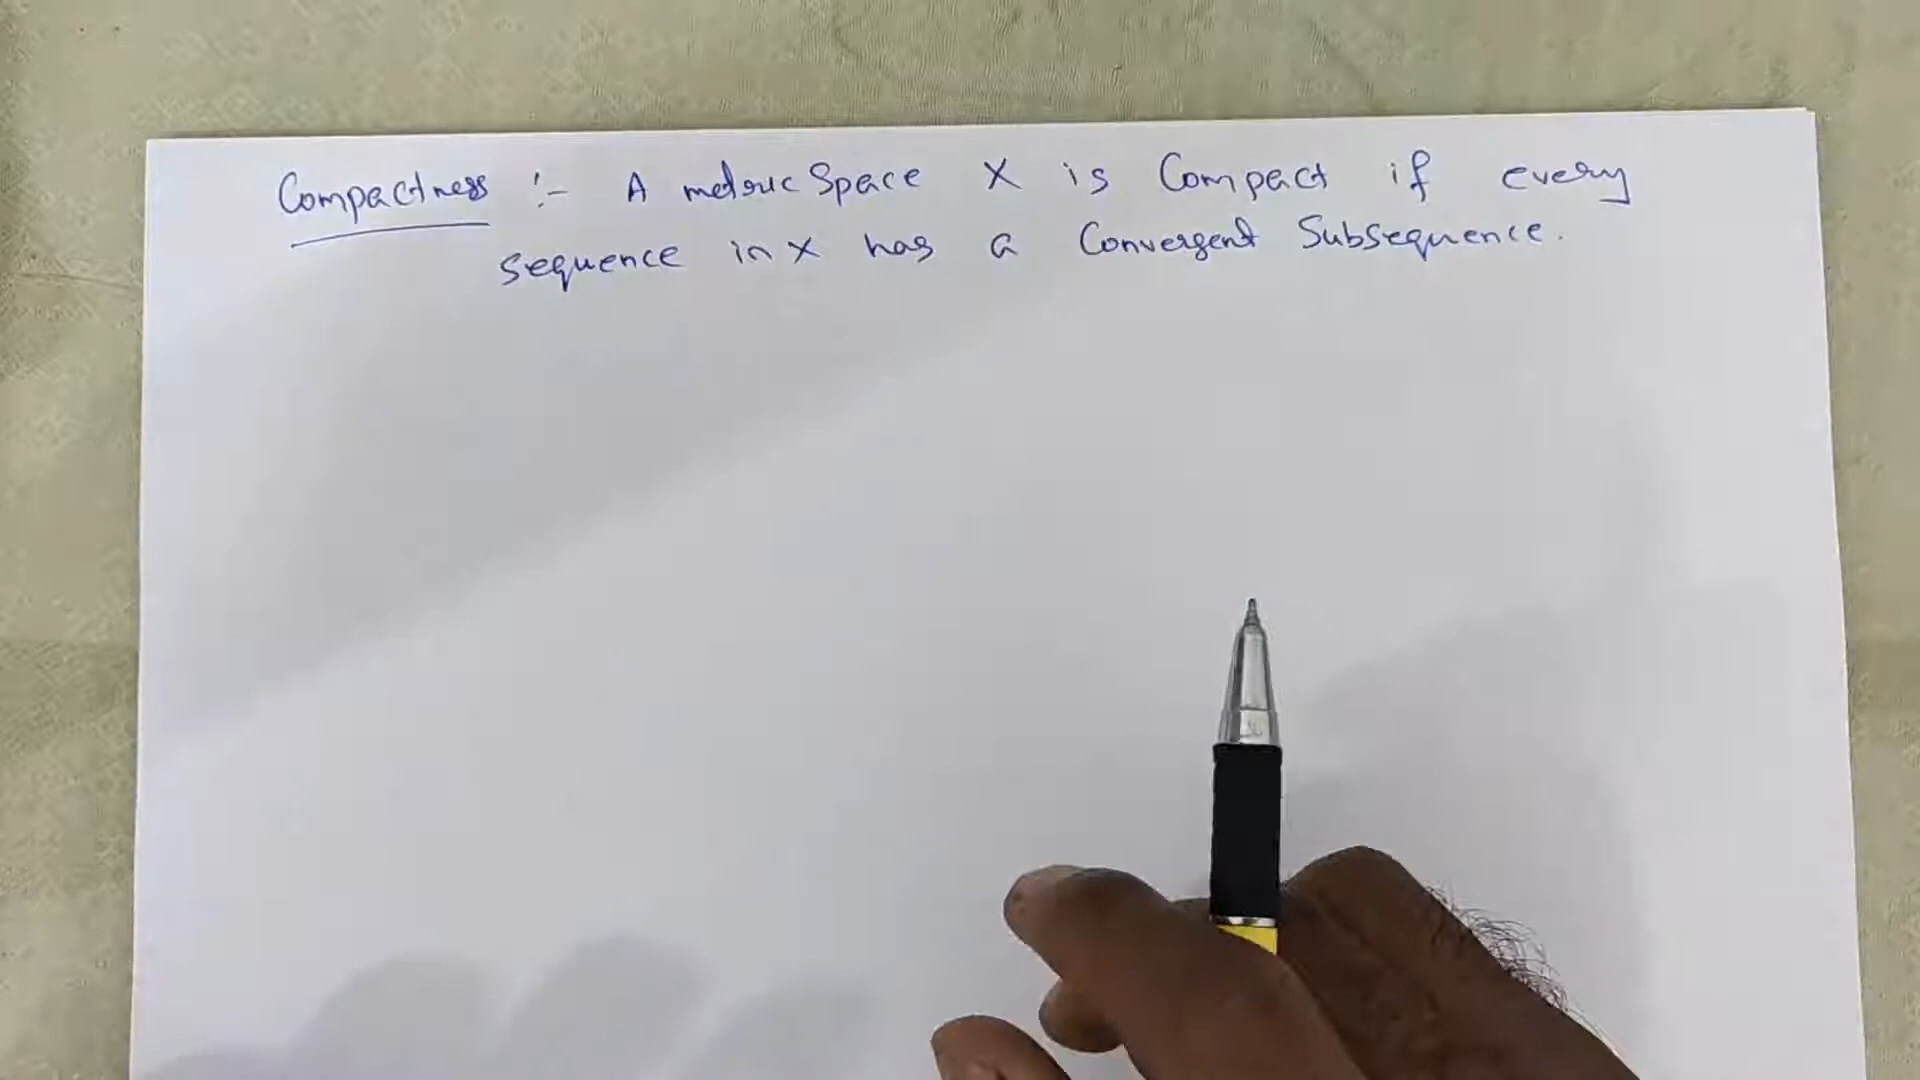 Compactness :- A metric Space X is Compact if every
sequence in X has a Convergent Subsequence.